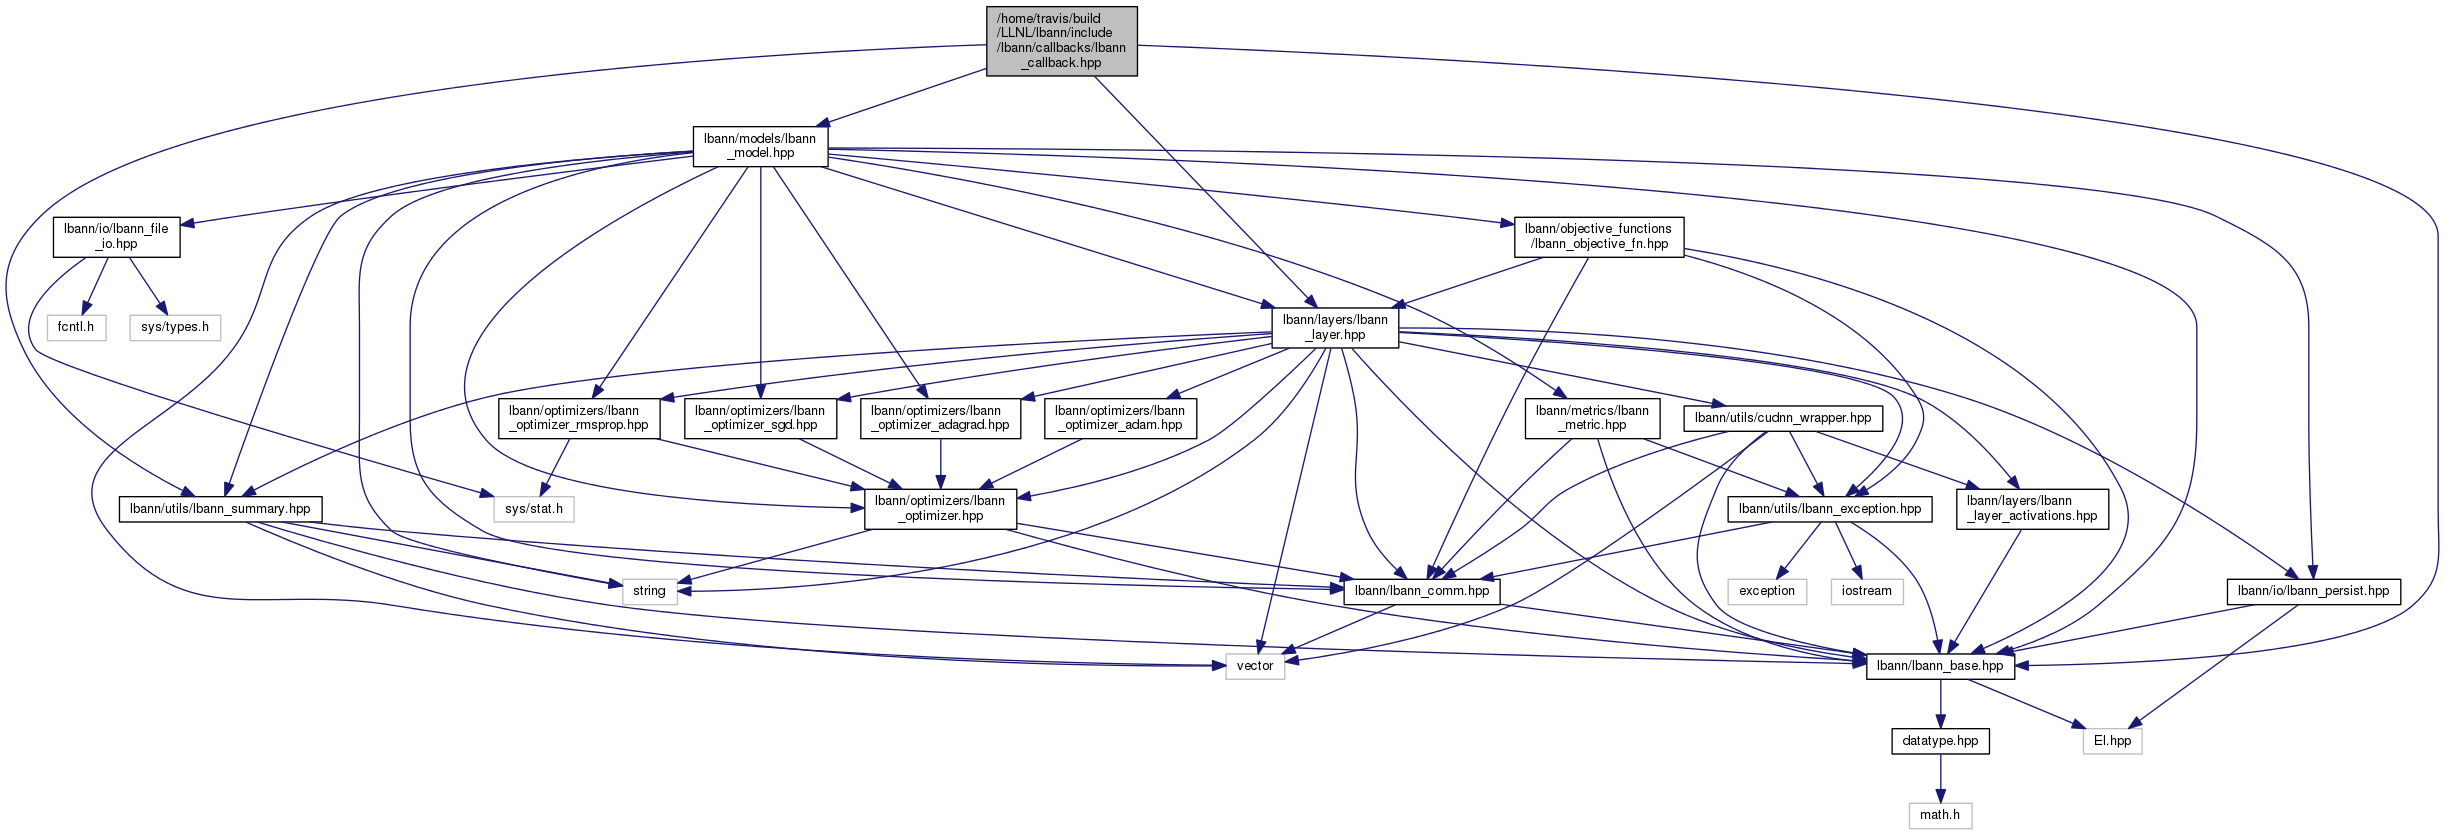 /home/travis/build
/LLNL/lbann/include
/lbann/callbacks/lbann
_callback.hpp
lbann/models/lbann
_model.hpp
lbann/io/lbann_file
_io.hpp
lbann/objective_functions
/lbann_objective_fn.hpp
fcntl.h
sys/types.h
lbann/layers/lbann
_layer.hpp
lbann/optimizers/lbann
_optimizer_rmsprop.hpp
lbann/optimizers/lbann
_optimizer_sgd.hpp
lbann/optimizers/lbann
_optimizer_adagrad.hpp
lbann/optimizers/lbann
_optimizer_adam.hpp
lbann/metrics/lbann
_metric.hpp
lbann/utils/cudnn_wrapper.hpp
lbann/utils/lbann_summary.hpp
sys/stat.h
lbann/optimizers/lbann
_optimizer.hpp
lbann/utils/lbann_exception.hpp
lbann/layers/lbann
_layer_activations.hpp
string
lbann/lbann_comm.hpp
exception
iostream
lbann/io/lbann_persist.hpp
vector
lbann/lbann_base.hpp
datatype.hpp
El.hpp
math.h